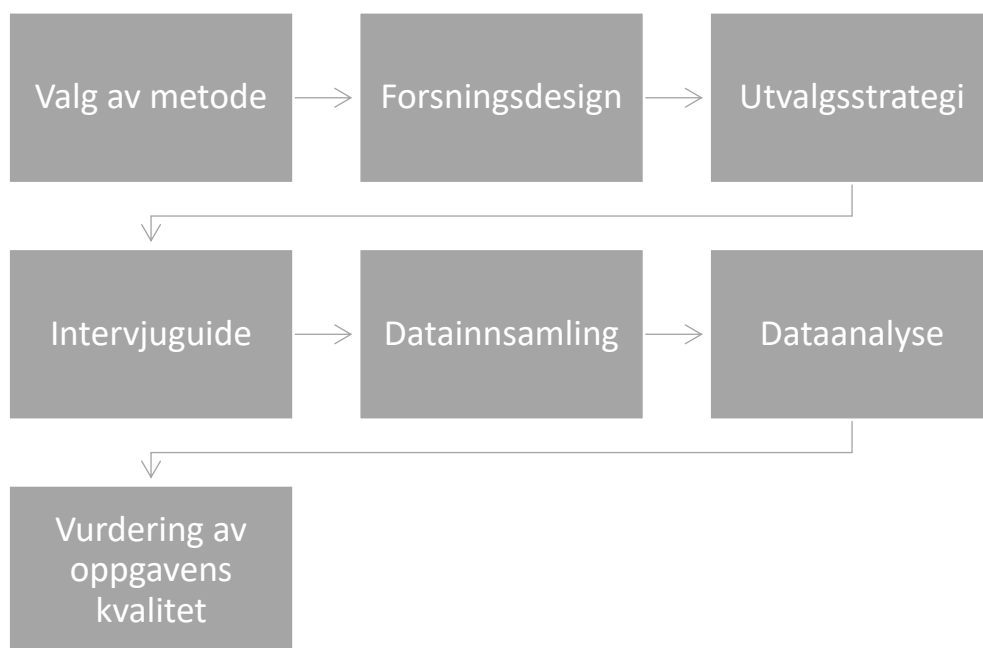 Valg av metode
Forsningsdesign
Utvalgsstrategi
Intervjuguide
Datainnsamling
Dataanalyse
Vurdering av
oppgavens
kvalitet